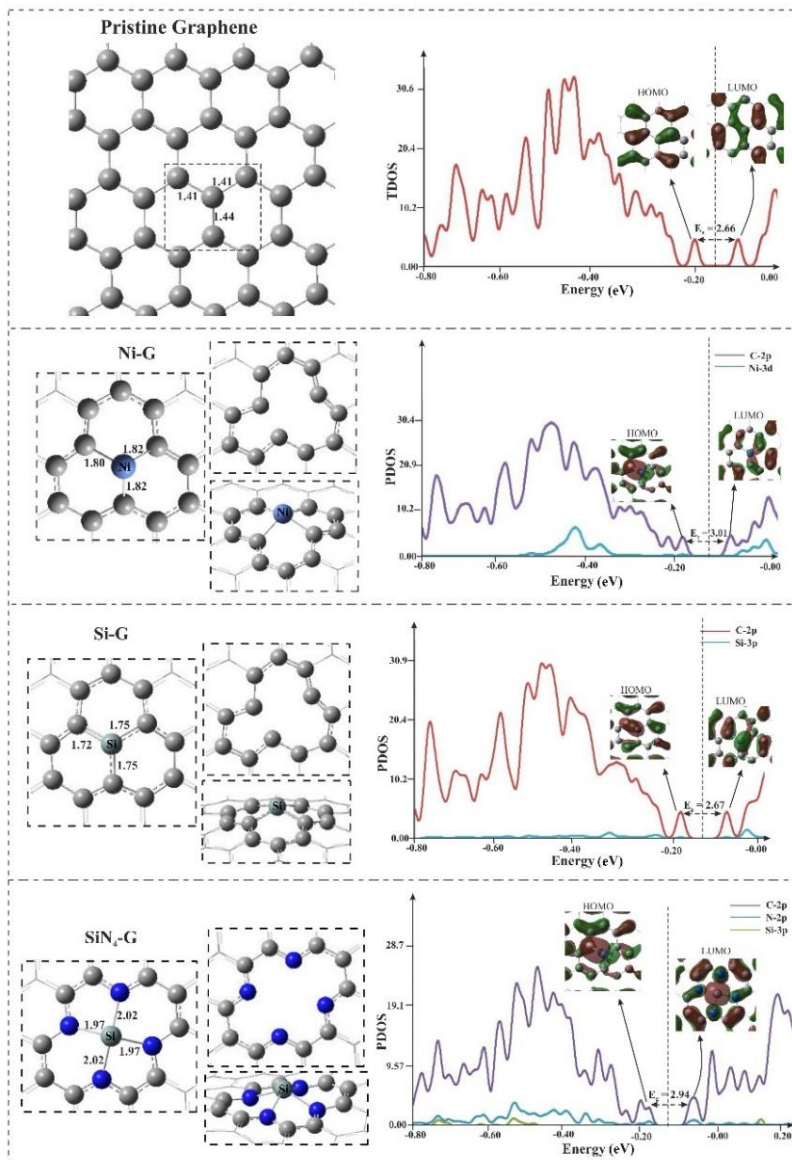 Pristine Graphene
1.41
1.41
1.44
TDOS
30.6
20.4
10.2
0.00
HOMO
LUMO
Eg = 2.66
-0.80
-0.60
-0.40
-0.20
0.00
Energy (eV)
Ni-G
1.82
1.80
Ni
1.82
Ni
PDOS
30.4
20.9
10.2
0.00
C-2p
Ni-3d
HOMO
LUMO
Eg = 3.01
-0.80
-0.60
-0.40
-0.20
-0.00
Energy (eV)
Si-G
1.75
1.72
Si
1.75
Si
PDOS
30.9
20.4
10.2
0.00
C-2p
Si-3p
HOMO
LUMO
Eg = 2.67
-0.80
-0.60
-0.40
-0.20
-0.00
Energy (eV)
SiN4-G
2.02
1.97
Si
1.97
2.02
Si
PDOS
28.7
19.1
9.57
0.00
C-2p
N-2p
Si-3p
HOMO
LUMO
Eg = 2.94
-0.80
-0.60
-0.40
-0.20
-0.00
0.20
Energy (eV)